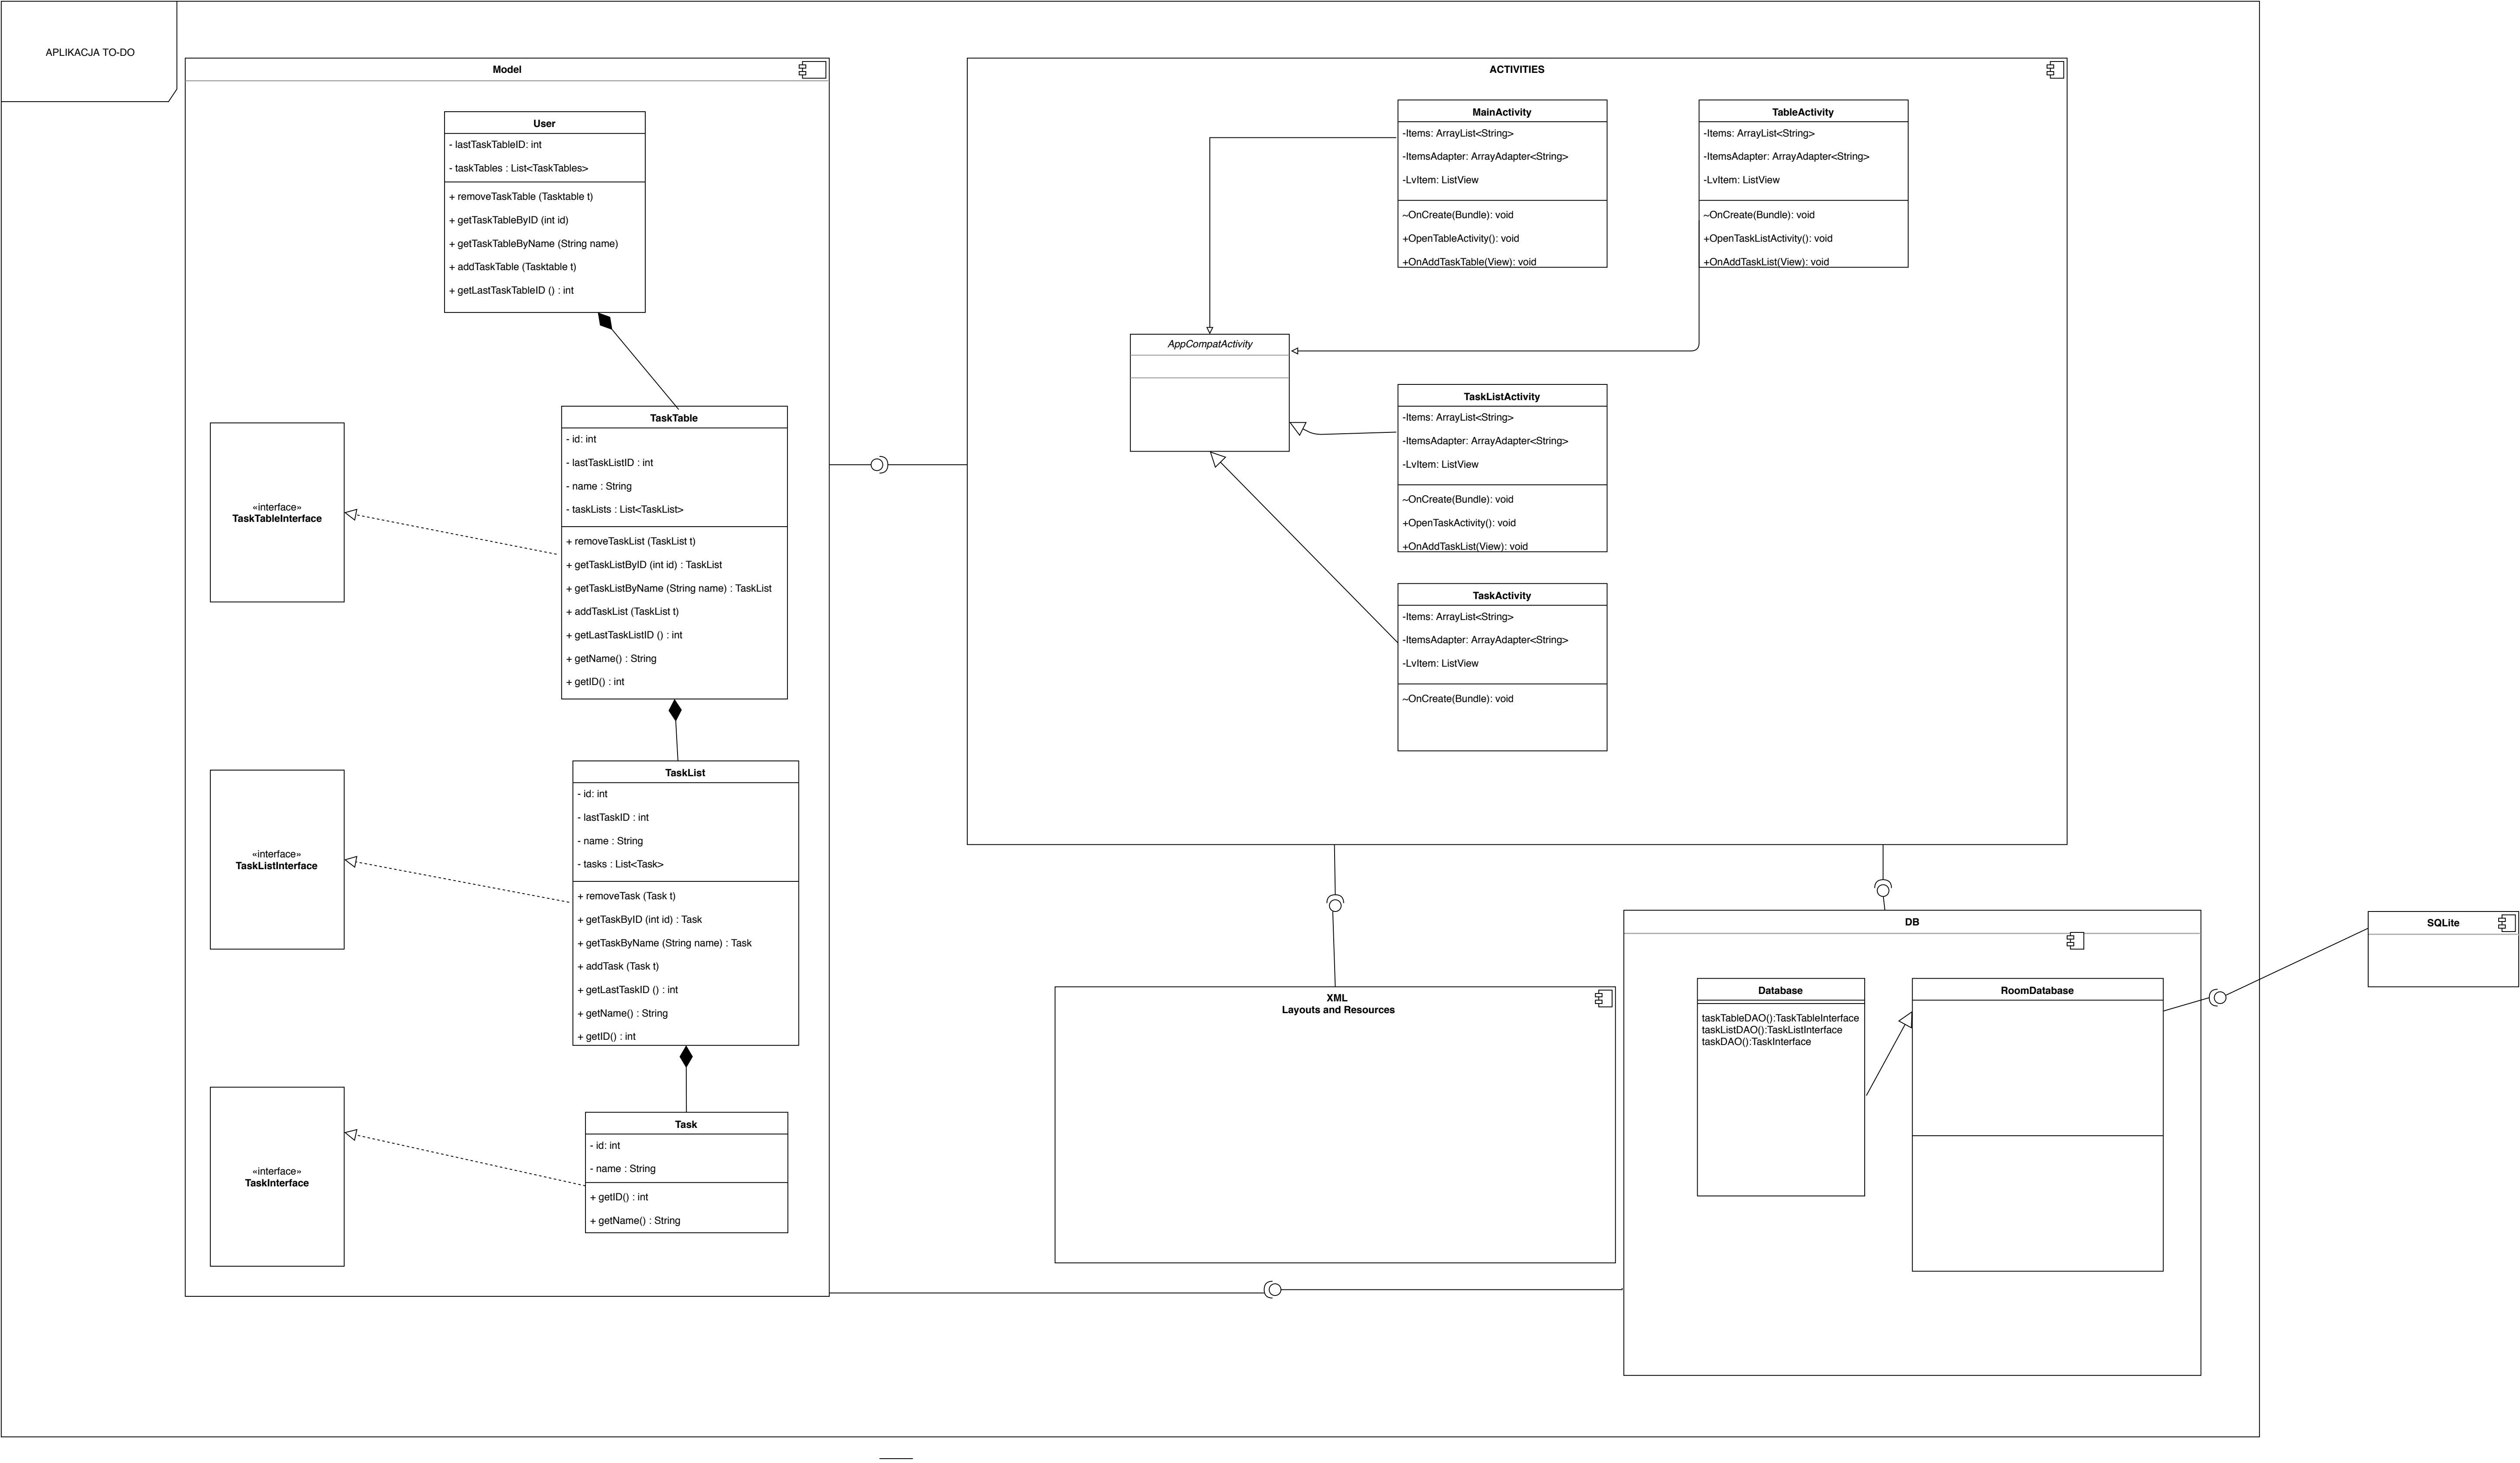 APLIKACJA TO-DO
Model
User
- lastTaskTableID: int
- taskTables : List<TaskTables>
+ removeTaskTable (Tasktable t)
+ getTaskTableByID (int id)
+ getTaskTableByName (String name)
+ addTaskTable (Tasktable t)
+ getLastTaskTableID () : int
«interface»
TaskTableInterface
TaskTable
- id: int
- lastTaskListID : int
- name : String
- taskLists : List<TaskList>
+ removeTaskList (TaskList t)
+ getTaskListByID (int id) : TaskList
+ getTaskListByName (String name) : TaskList
+ addTaskList (TaskList t)
+ getLastTaskListID () : int
+ getName() : String
+ getID() : int
«interface»
TaskListInterface
TaskList
- id: int
- lastTaskID : int
- name : String
- tasks : List<Task>
+ removeTask (Task t)
+ getTaskByID (int id) : Task
+ getTaskByName (String name) : Task
+ addTask (Task t)
+ getLastTaskID () : int
+ getName() : String
+ getID() : int
«interface»
TaskInterface
Task
- id: int
- name : String
+ getID() : int
+ getName() : String
ACTIVITIES
MainActivity
-Items: ArrayList<String>
-ItemsAdapter: ArrayAdapter<String>
-LvItem: ListView
~OnCreate(Bundle): void
+OpenTableActivity(): void
+OnAddTaskTable(View): void
TableActivity
-Items: ArrayList<String>
-ItemsAdapter: ArrayAdapter<String>
-LvItem: ListView
~OnCreate(Bundle): void
+OpenTaskListActivity(): void
+OnAddTaskList(View): void
AppCompatActivity
TaskListActivity
-Items: ArrayList<String>
-ItemsAdapter: ArrayAdapter<String>
-LvItem: ListView
~OnCreate(Bundle): void
+OpenTaskActivity(): void
+OnAddTaskList(View): void
TaskActivity
-Items: ArrayList<String>
-ItemsAdapter: ArrayAdapter<String>
-LvItem: ListView
~OnCreate(Bundle): void
XML
Layouts and Resources
DB
Database
taskTableDAO():TaskTableInterface
taskListDAO():TaskListInterface
taskDAO():TaskInterface
RoomDatabase
SQLite